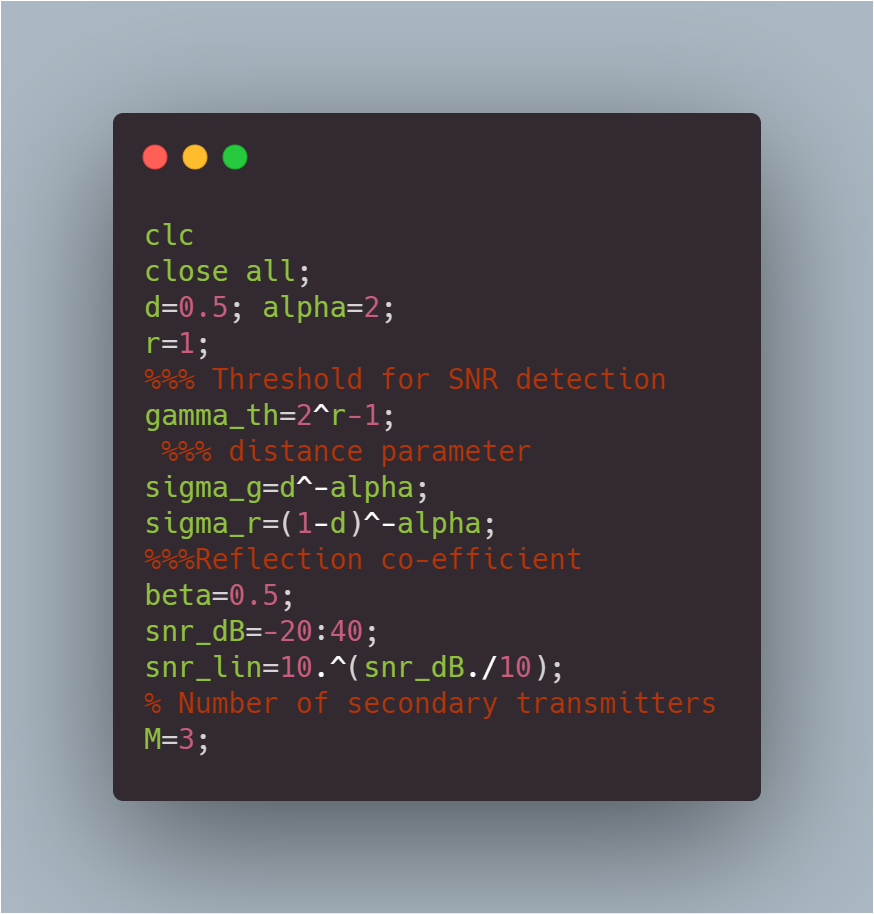 clc
close all;
d=0.5; alpha=2;
r=1;
%%% Threshold for SNR detection
gamma_th=2^r-1;
 %%% distance parameter
sigma_g=d^-alpha;
sigma_r=(1-d)^-alpha;
%%%Reflection co-efficient
beta=0.5;
snr_dB=-20:40;
snr_lin=10.^(snr_dB./10);
% Number of secondary transmitters
M=3;